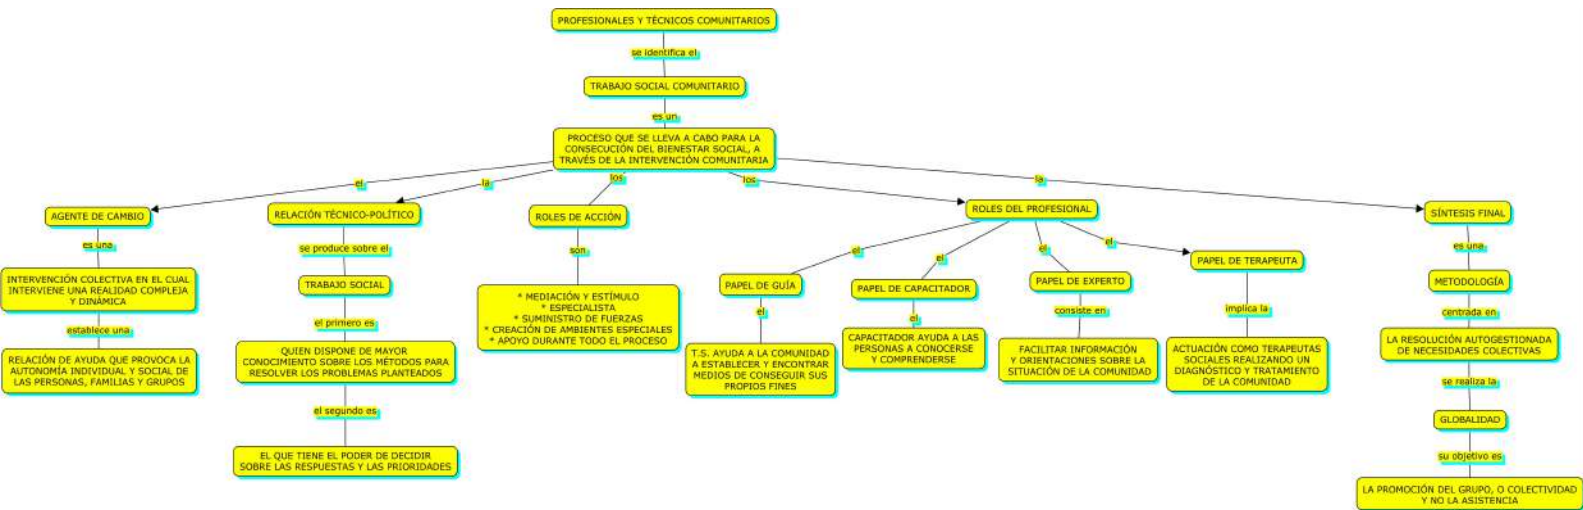 PROFESIONALES Y TÉCNICOS COMUNITARIOS
se identifica el
TRABAJO SOCIAL COMUNITARIO
es un
PROCESO QUE SE LLEVA A CABO PARA LA
CONSECUCIÓN DEL BIENESTAR SOCIAL, A
TRAVÉS DE LA INTERVENCIÓN COMUNITARIA
el
AGENTE DE CAMBIO
es una
INTERVENCIÓN COLECTIVA EN EL CUAL
INTERVIENE UNA REALIDAD COMPLEJA
Y DINÁMICA
establece una
RELACIÓN DE AYUDA QUE PROVOCA LA
AUTONOMÍA INDIVIDUAL Y SOCIAL DE
LAS PERSONAS, FAMILIAS Y GRUPOS
la
RELACIÓN TÉCNICO-POLÍTICO
se produce sobre el
TRABAJO SOCIAL
el primero es
QUIEN DISPONE DE MAYOR
CONOCIMIENTO SOBRE LOS MÉTODOS PARA
RESOLVER LOS PROBLEMAS PLANTEADOS
el segundo es
EL QUE TIENE EL PODER DE DECIDIR
SOBRE LAS RESPUESTAS Y LAS PRIORIDADES
los
ROLES DE ACCIÓN
son
* MEDIACIÓN Y ESTÍMULO
* ESPECIALISTA
* SUMINISTRO DE FUERZAS
* CREACIÓN DE AMBIENTES ESPECIALES
* APOYO DURANTE TODO EL PROCESO
los
ROLES DEL PROFESIONAL
el
PAPEL DE GUÍA
el
T.S. AYUDA A LA COMUNIDAD
A ESTABLECER Y ENCONTRAR
MEDIOS DE CONSEGUIR SUS
PROPIOS FINES
el
PAPEL DE CAPACITADOR
el
CAPACITADOR AYUDA A LAS
PERSONAS A CONOCERSE
Y COMPRENDERSE
el
PAPEL DE EXPERTO
consiste en
FACILITAR INFORMACIÓN
Y ORIENTACIONES SOBRE LA
SITUACIÓN DE LA COMUNIDAD
el
PAPEL DE TERAPEUTA
implica la
ACTUACIÓN COMO TERAPEUTAS
SOCIALES REALIZANDO UN
DIAGNÓSTICO Y TRATAMIENTO
DE LA COMUNIDAD
la
SÍNTESIS FINAL
es una
METODOLOGÍA
centrada en
LA RESOLUCIÓN AUTOGESTIONADA
DE NECESIDADES COLECTIVAS
se realiza la
GLOBALIDAD
su objetivo es
LA PROMOCIÓN DEL GRUPO, O COLECTIVIDAD
Y NO LA ASISTENCIA